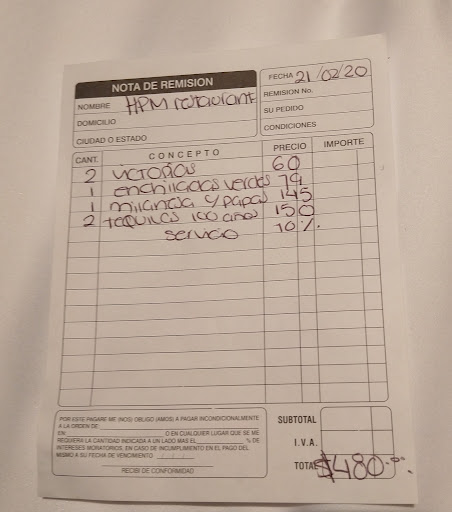 NOTA DE REMISION
FECHA 21/02/20
NOMBRE HPM restaurant
REMISION No.
DOMICILIO
SU PEDIDO
CIUDAD O ESTADO
CONDICIONES
CANT. CONCEPTO PRECIO IMPORTE
2 victorias 60
1 enchiladas verdes 79
1 milanesa y papas 145
2 tequilas 100 años 150
servicio 10%
POR ESTE PAGARE ME (NOS) OBLIGO (AMOS) A PAGAR INCONDICIONALMENTE
A LA ORDEN DE
EN O EN CUALQUIER LUGAR QUE SE ME
REQUIERA LA CANTIDAD INDICADA A UN LADO MAS EL % DE
INTERESES MORATORIOS, EN CASO DE INCUMPLIMIENTO EN EL PAGO DEL
MISMO A SU FECHA DE VENCIMIENTO / /
RECIBI DE CONFORMIDAD
SUBTOTAL
I.V.A.
TOTAL $480